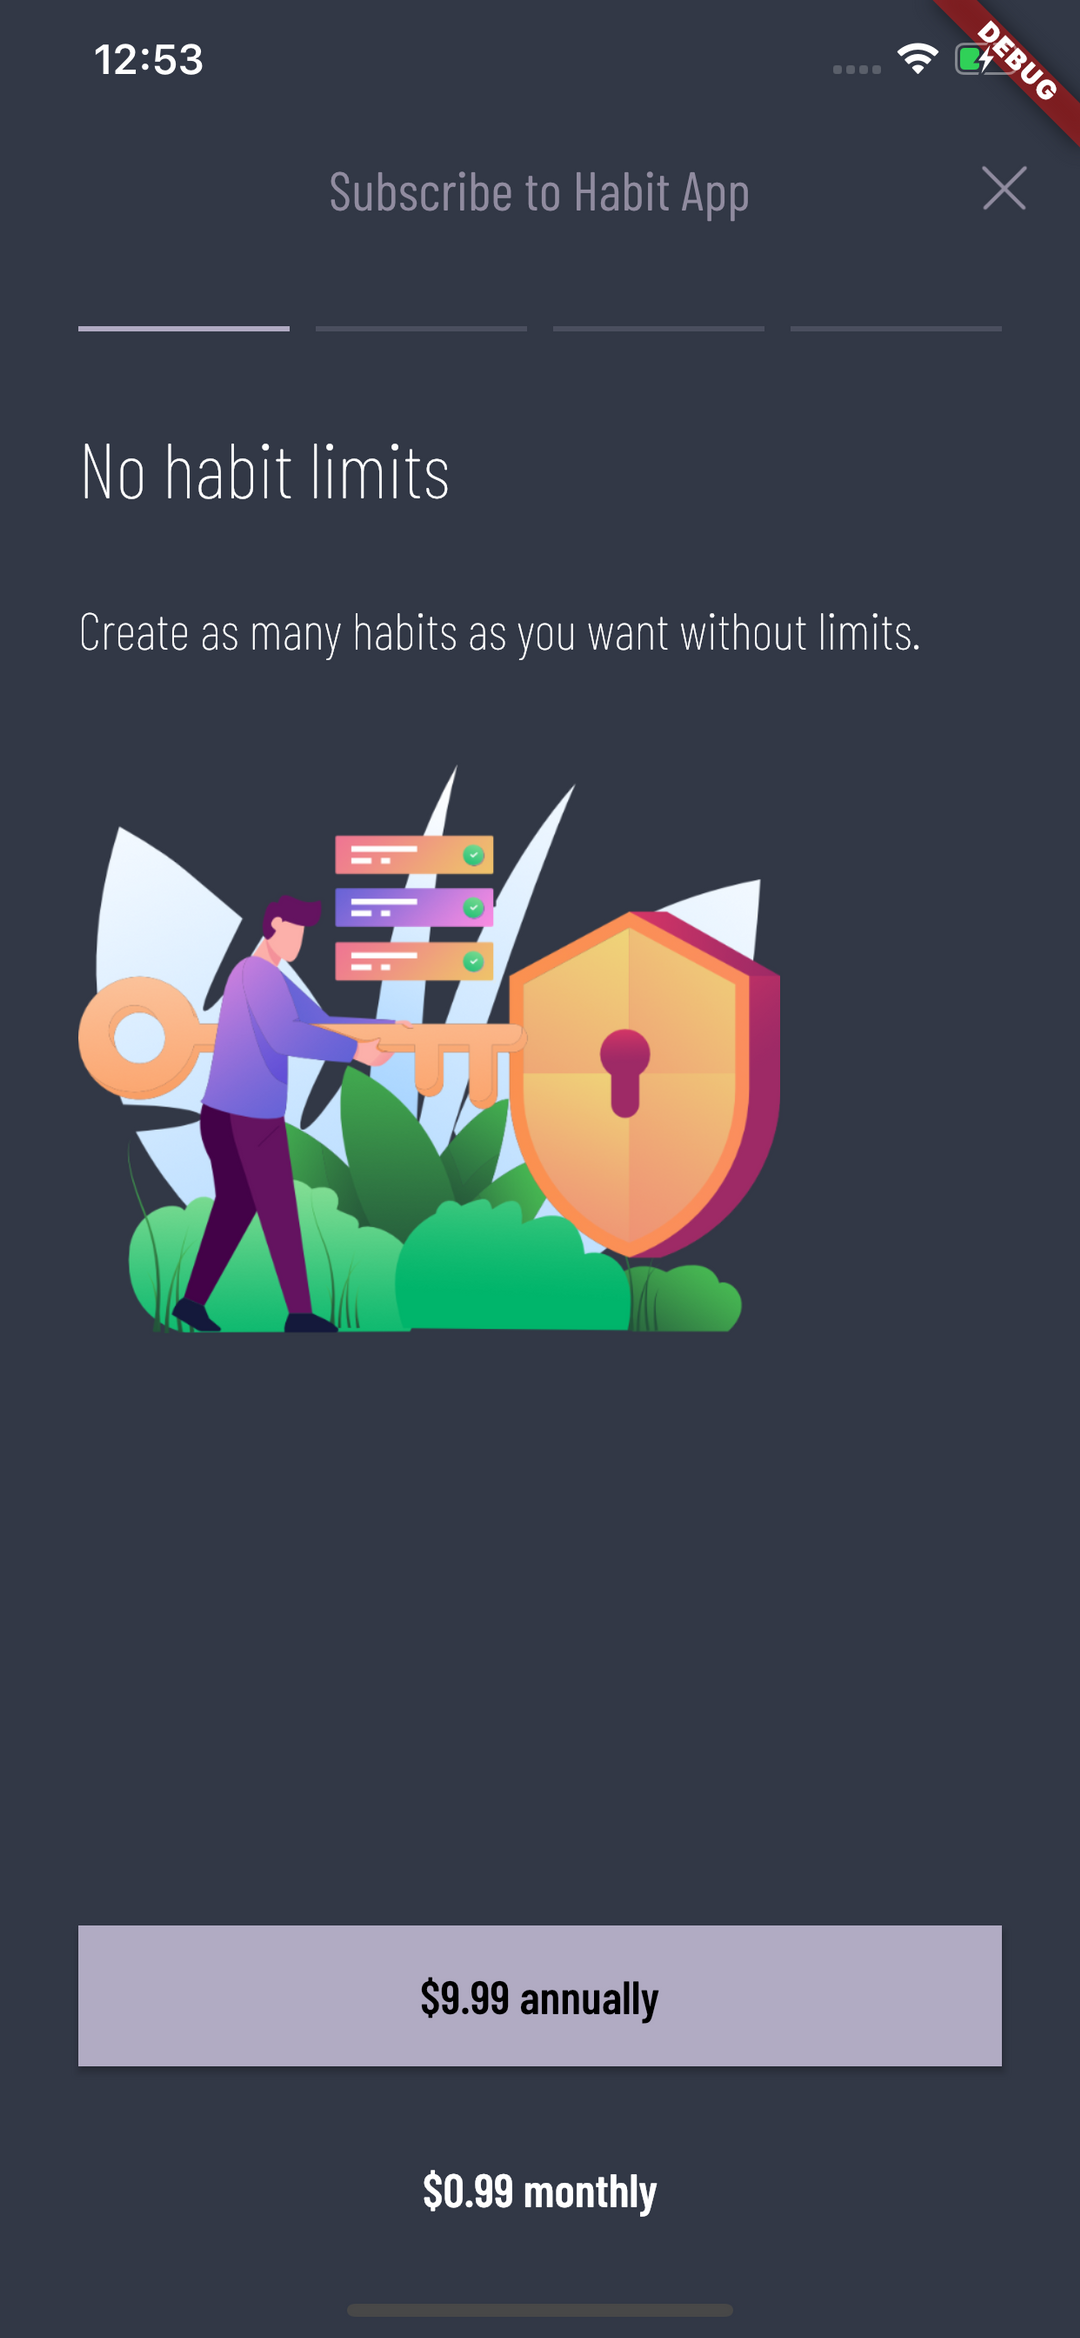 12:53
DEBUG
Subscribe to Habit App
No habit limits
Create as many habits as you want without limits.
$9.99 annually
$0.99 monthly